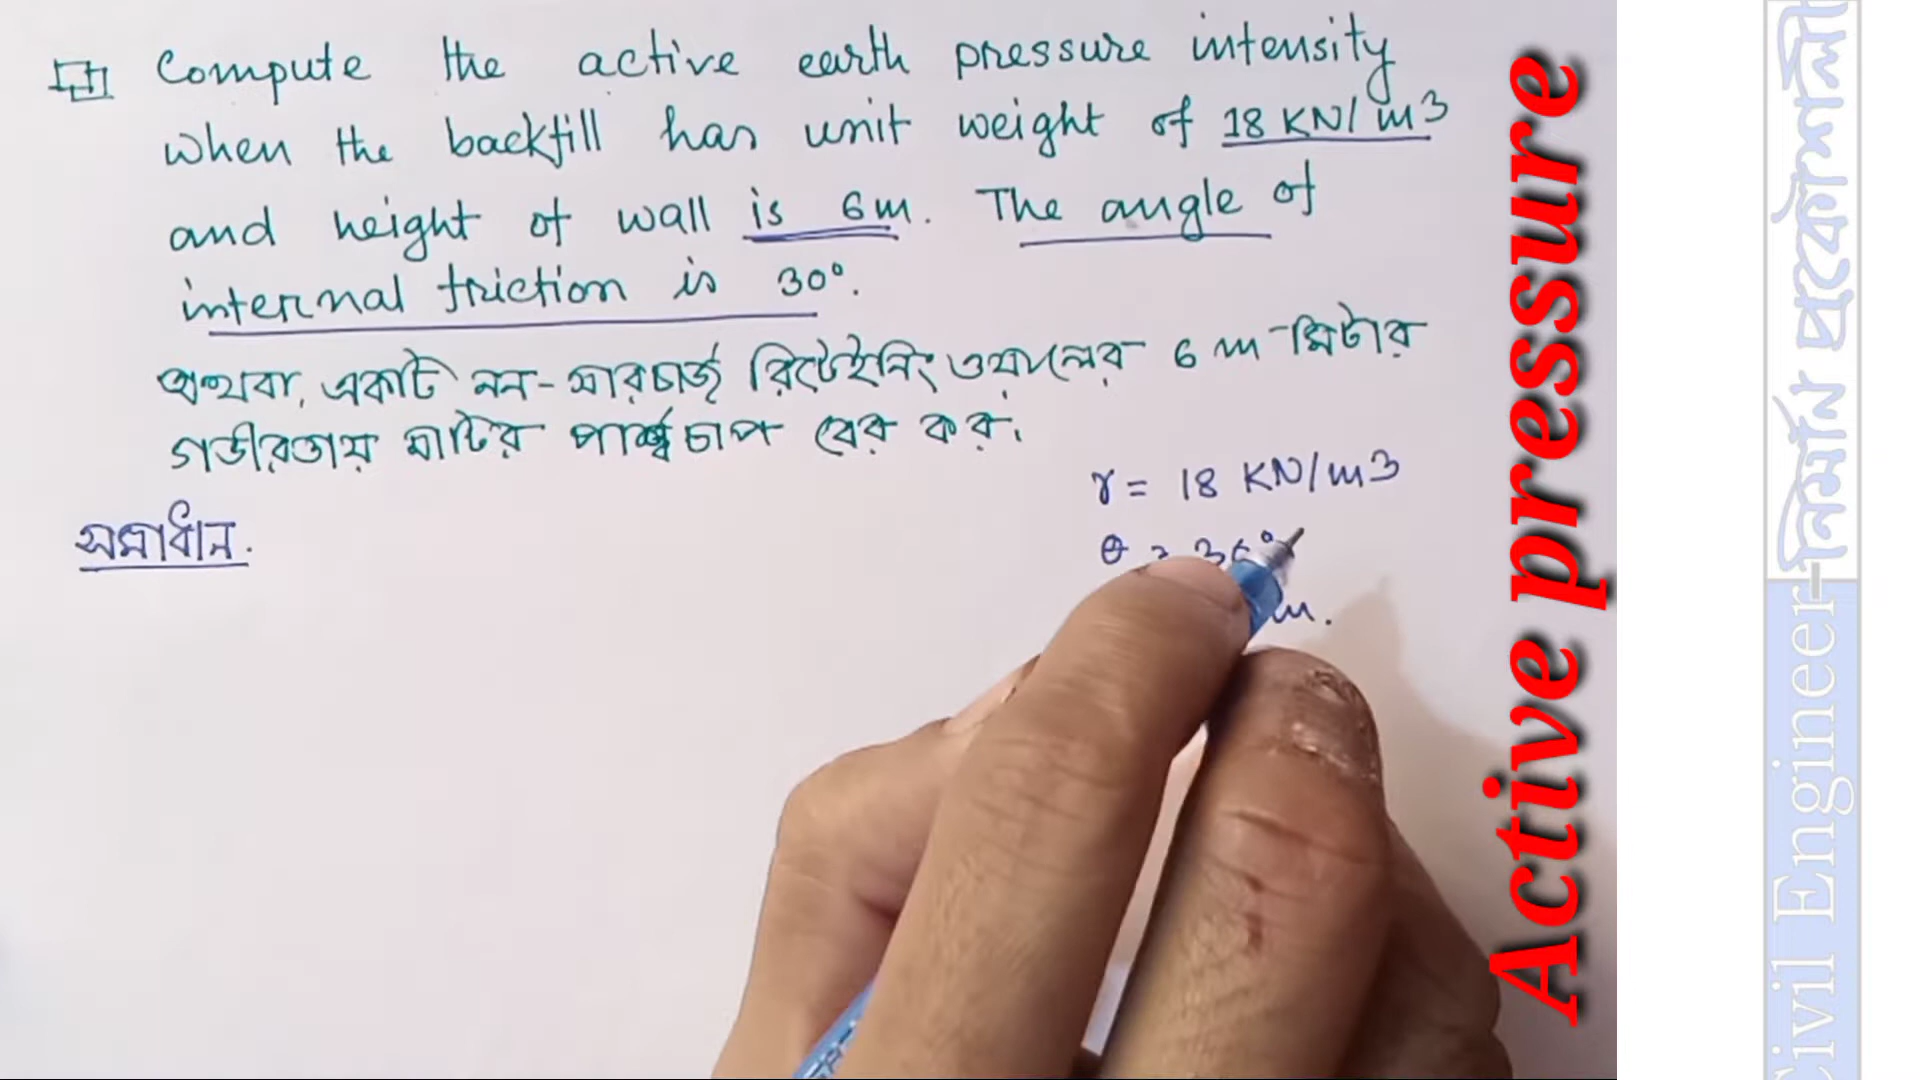 Compute the active earth pressure intensity
when the backfill has unit weight of 18 KN/m3
and height of wall is 6m. The angle of
internal friction is 30°.
অথবা, একটি নন-সারচার্জ রিটেইনিং ওয়ালের 6 m-মিটার
গভীরতায় মাটির পার্শ্বচাপ বের কর।
সমাধান.
γ = 18 KN/m3
θ = 30°
m.
Active pressure
Civil Engineer-নির্মান প্রকৌশলী